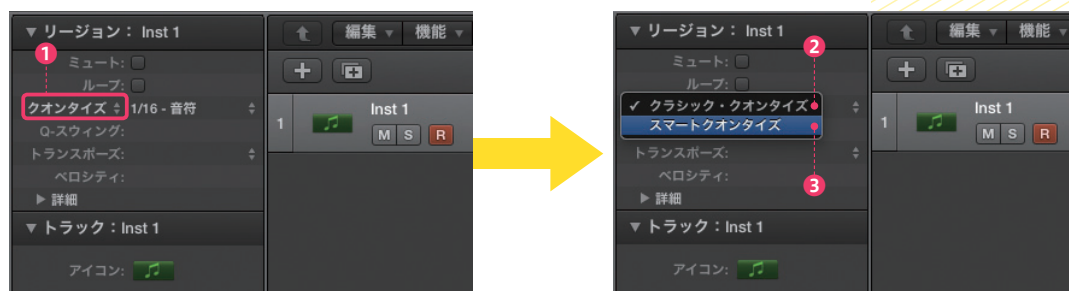 ▼ リージョン： Inst 1
1
ミュート:
ループ:
クオンタイズ 1/16 - 音符
Q-スウィング:
トランスポーズ:
ベロシティ:
▶ 詳細
▼ トラック：Inst 1
アイコン:
編集 機能
1
Inst 1
M S R
▼ リージョン： Inst 1
2
ミュート:
ループ:
✓ クラシック・クオンタイズ
スマートクオンタイズ
トランスポーズ:
ベロシティ:
3
▶ 詳細
▼ トラック：Inst 1
アイコン:
編集 機能
1
Inst 1
M S R